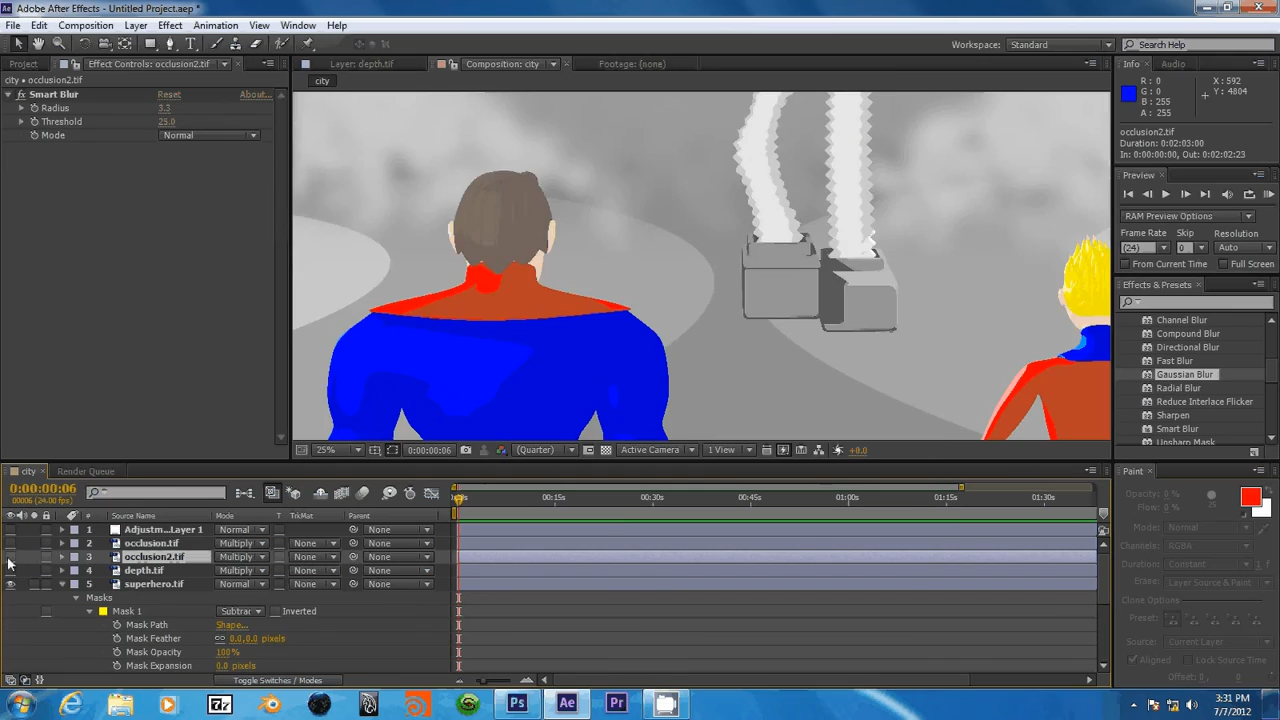 Adobe After Effects - Untitled Project.aep *
File Edit Composition Layer Effect Animation View Window Help
Workspace: Standard Search Help
Project Effect Controls: occlusion2.tif
city • occlusion2.tif
fx Smart Blur Reset About...
Radius 3.3
Threshold 25.0
Mode Normal
Layer: depth.tif Composition: city Footage: (none)
city
25% 0:00:00:06 (Quarter) Active Camera 1 View +0.0
Info Audio
R: 0 X: 592
G: 0 Y: 4804
B: 255
A: 255
occlusion2.tif
Duration: 0:02:03:00
In: 0:00:00:00, Out: 0:02:02:23
Preview
RAM Preview Options
Frame Rate Skip Resolution
(24) 0 Auto
From Current Time Full Screen
Effects & Presets
Channel Blur
Compound Blur
Directional Blur
Fast Blur
Gaussian Blur
Radial Blur
Reduce Interlace Flicker
Sharpen
Smart Blur
Unsharp Mask
city Render Queue
0:00:00:06
00006 (24.00 fps)
00:15s 00:30s 00:45s 01:00s 01:15s 01:30s
# Source Name Mode T TrkMat Parent
1 Adjustm...Layer 1 Normal None
2 occlusion.tif Multiply None None
3 occlusion2.tif Multiply None None
4 depth.tif Multiply None None
5 superhero.tif Normal None None
Masks
Mask 1 Subtrac Inverted
Mask Path Shape...
Mask Feather 0.0,0.0 pixels
Mask Opacity 100%
Mask Expansion 0.0 pixels
Toggle Switches / Modes
Paint
Opacity: 0 %
Flow: 0 % 25
Mode: Normal
Channels: RGBA
Duration: Constant 1 f
Erase: Layer Source & Paint
Clone Options
Preset:
Source: Current Layer
Aligned Lock Source Time
Offset: 0, 0
Ps Ae Pr
3:31 PM
7/7/2012